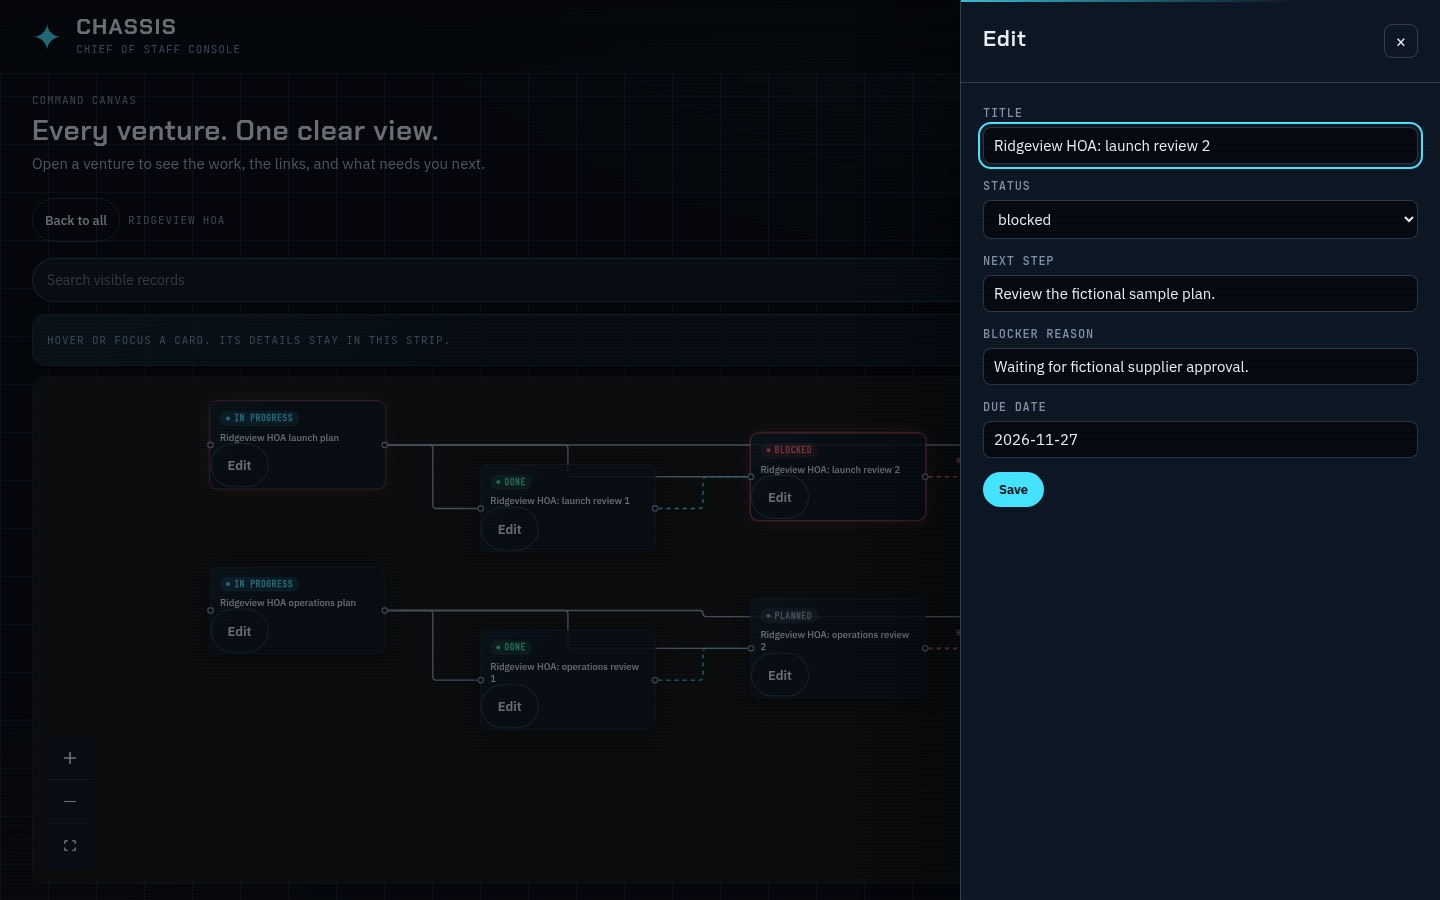 CHASSIS
CHIEF OF STAFF CONSOLE
COMMAND CANVAS
Every venture. One clear view.
Open a venture to see the work, the links, and what needs you next.
Back to all
RIDGEVIEW HOA
Search visible records
HOVER OR FOCUS A CARD. ITS DETAILS STAY IN THIS STRIP.
IN PROGRESS
Ridgeview HOA launch plan
Edit
DONE
Ridgeview HOA: launch review 1
Edit
BLOCKED
Ridgeview HOA: launch review 2
Edit
IN PROGRESS
Ridgeview HOA operations plan
Edit
DONE
Ridgeview HOA: operations review
1
Edit
PLANNED
Ridgeview HOA: operations review
2
Edit
Edit
×
TITLE
Ridgeview HOA: launch review 2
STATUS
blocked
NEXT STEP
Review the fictional sample plan.
BLOCKER REASON
Waiting for fictional supplier approval.
DUE DATE
2026-11-27
Save